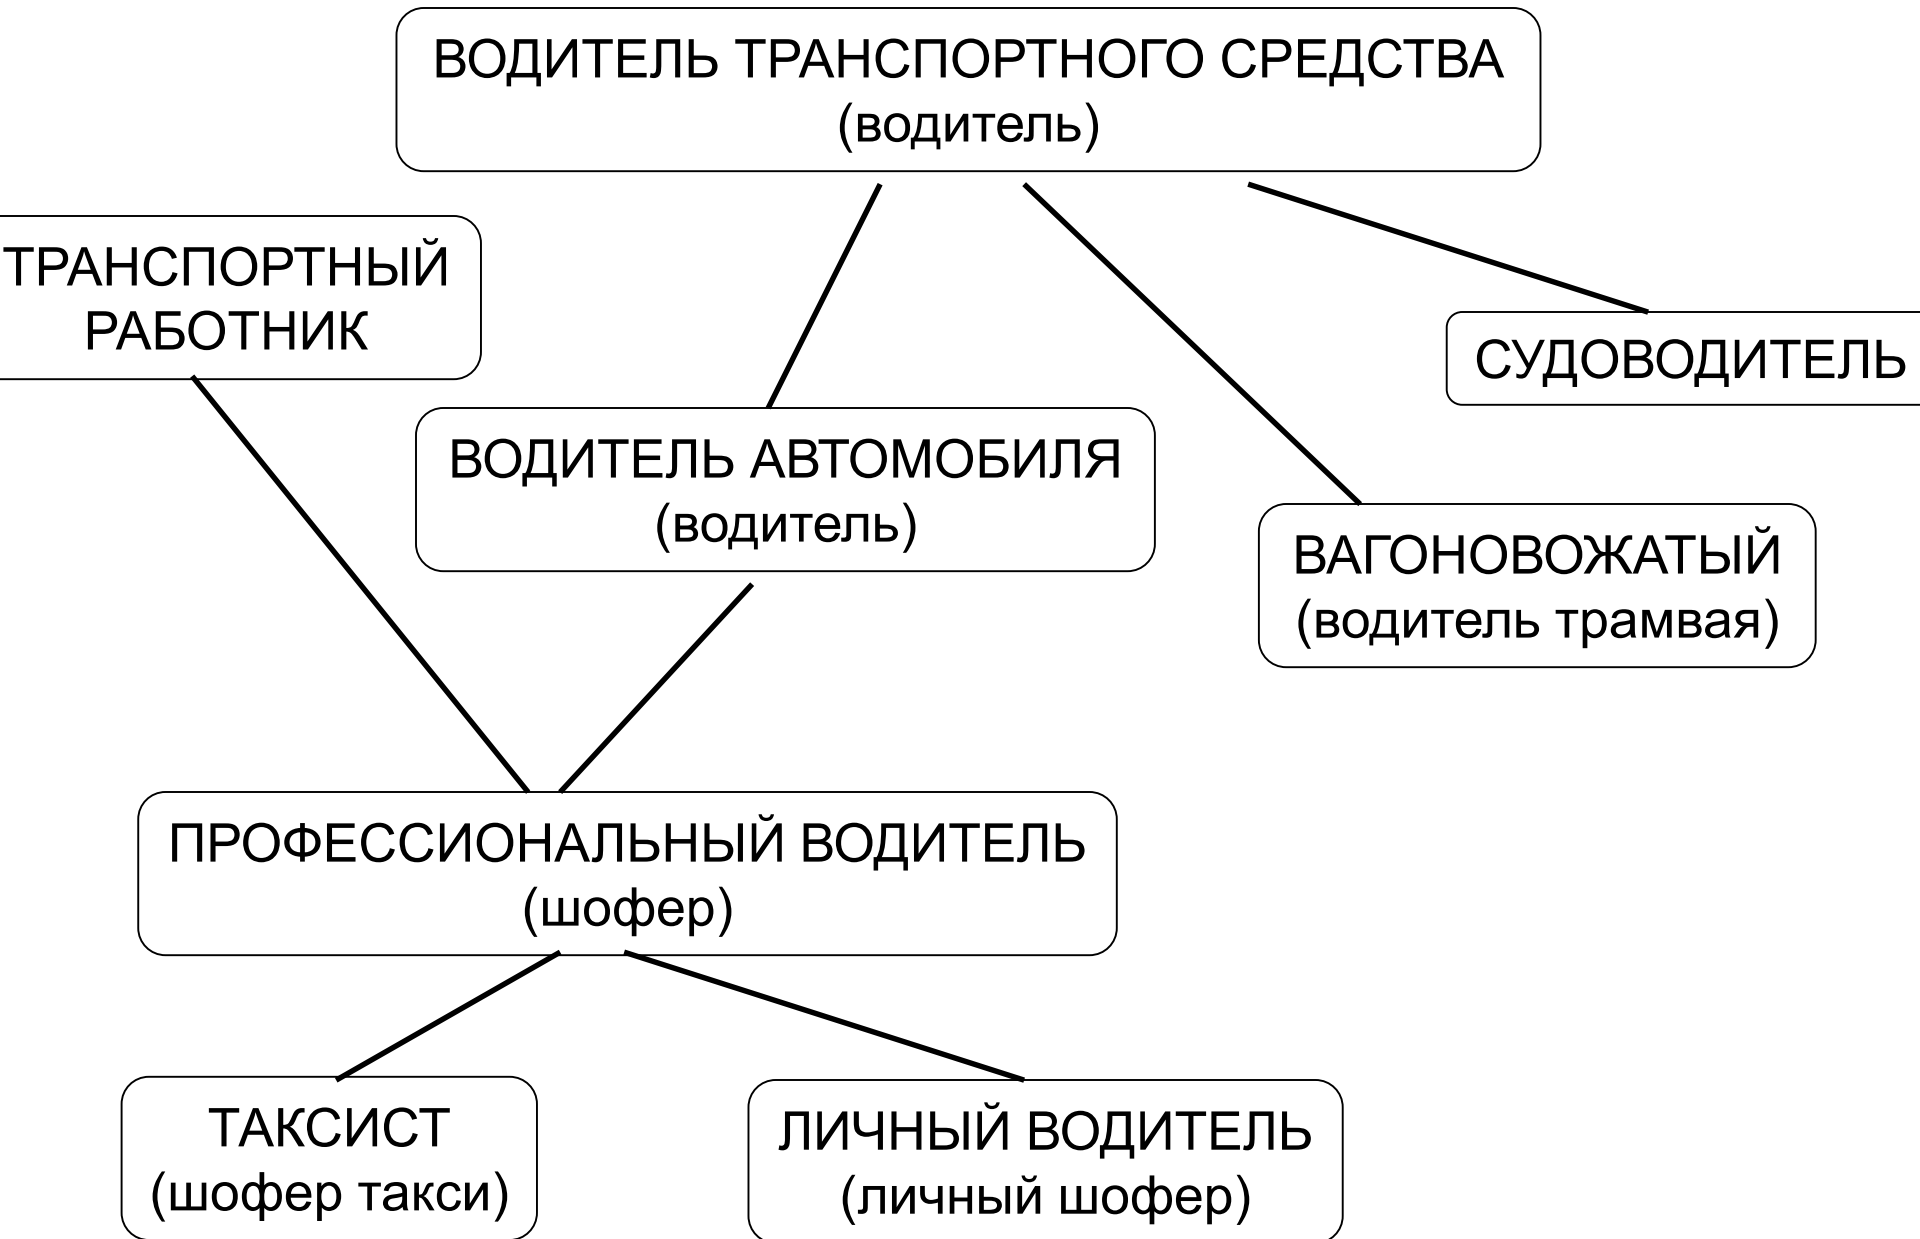 ВОДИТЕЛЬ ТРАНСПОРТНОГО СРЕДСТВА
(водитель)
ТРАНСПОРТНЫЙ
РАБОТНИК
СУДОВОДИТЕЛЬ
ВОДИТЕЛЬ АВТОМОБИЛЯ
(водитель)
ВАГОНОВОЖАТЫЙ
(водитель трамвая)
ПРОФЕССИОНАЛЬНЫЙ ВОДИТЕЛЬ
(шофер)
ТАКСИСТ
(шофер такси)
ЛИЧНЫЙ ВОДИТЕЛЬ
(личный шофер)